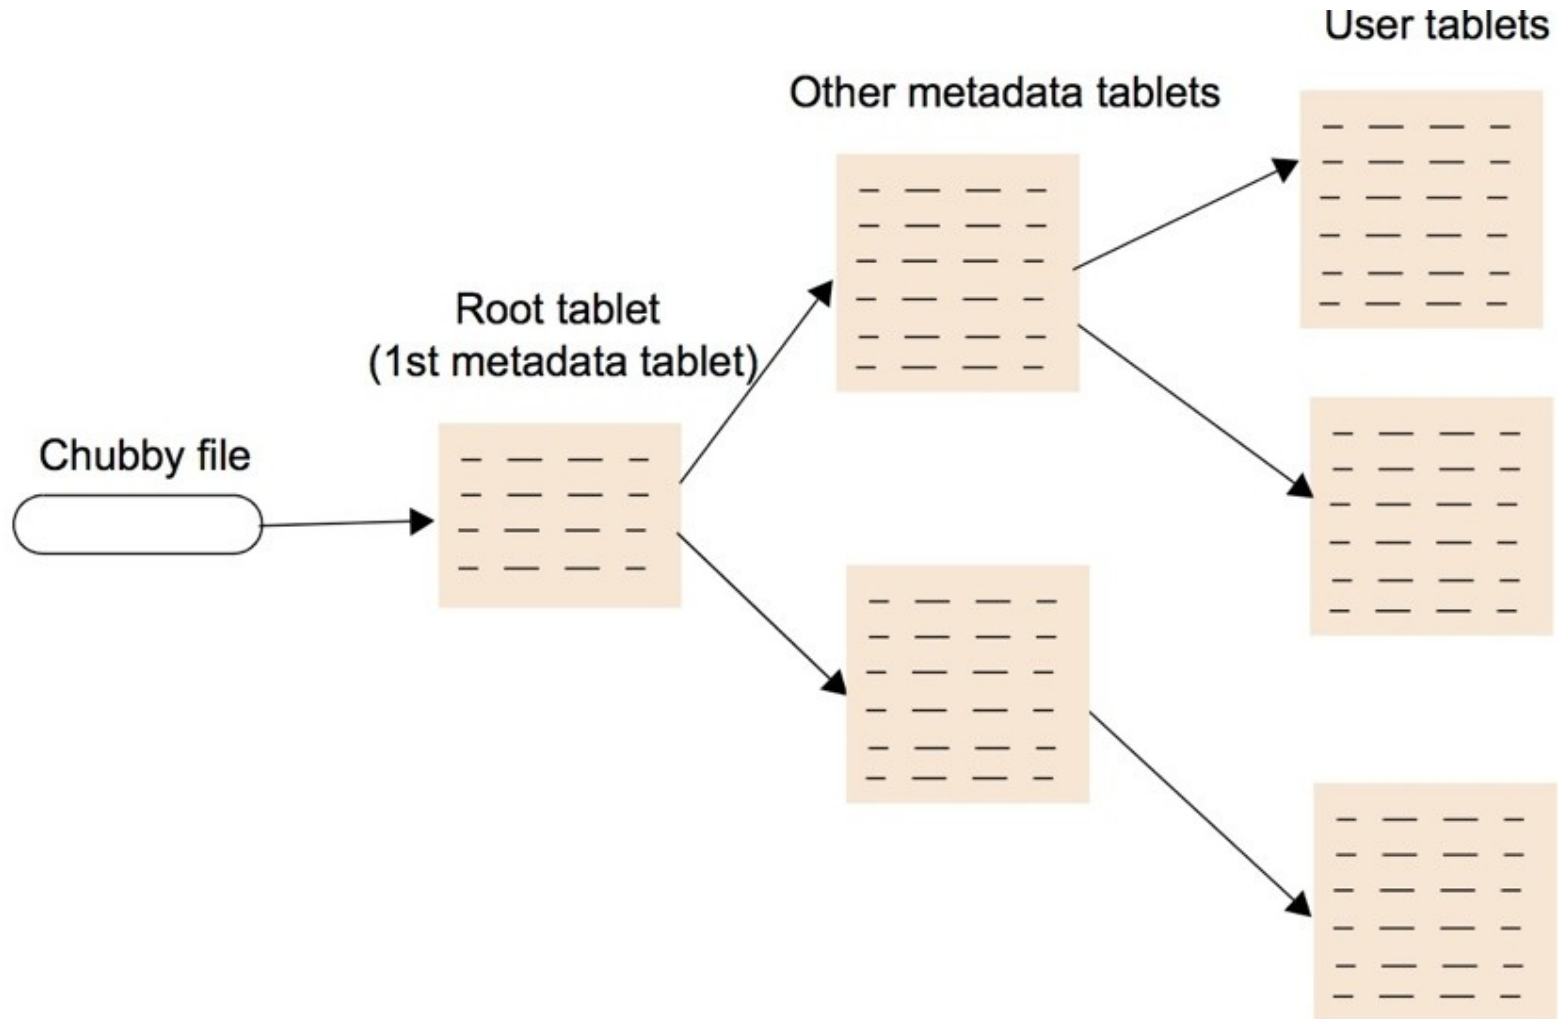 User tablets
Other metadata tablets
Root tablet
(1st metadata tablet)
Chubby file